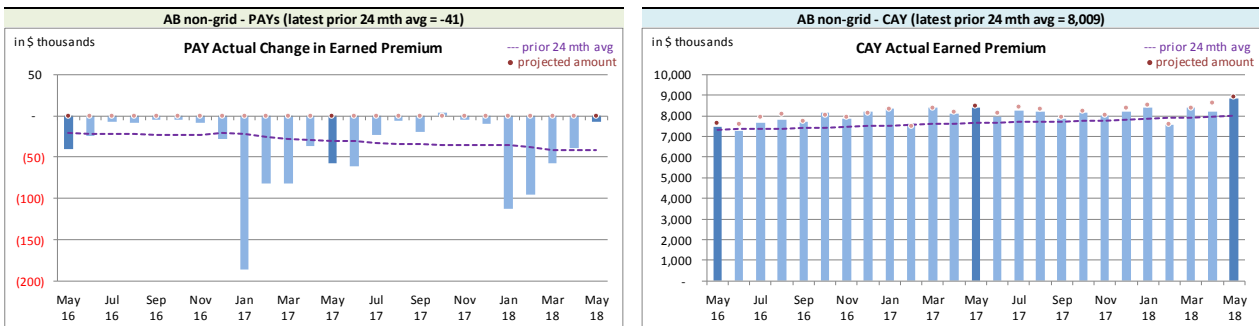 AB non-grid - PAYs (latest prior 24 mth avg = -41)
in $ thousands
PAY Actual Change in Earned Premium
--- prior 24 mth avg
• projected amount
50
-
(50)
(100)
(150)
(200)
May Jul Sep Nov Jan Mar May Jul Sep Nov Jan Mar May
16 16 16 16 17 17 17 17 17 17 18 18 18
AB non-grid - CAY (latest prior 24 mth avg = 8,009)
in $ thousands
CAY Actual Earned Premium
--- prior 24 mth avg
• projected amount
10,000
9,000
8,000
7,000
6,000
5,000
4,000
3,000
2,000
1,000
-
May Jul Sep Nov Jan Mar May Jul Sep Nov Jan Mar May
16 16 16 16 17 17 17 17 17 17 18 18 18